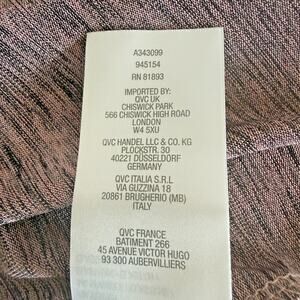 A343099
945154
RN 81893
IMPORTED BY:
QVC UK
CHISWICK PARK
566 CHISWICK HIGH ROAD
LONDON
W4 5XU
QVC HANDEL LLC & CO. KG
PLOCKSTR. 30
40221 DÜSSELDORF
GERMANY
QVC ITALIA S.R.L
VIA GUZZINA 18
20861 BRUGHERIO (MB)
ITALY
QVC FRANCE
BATIMENT 266
45 AVENUE VICTOR HUGO
93 300 AUBERVILLIERS